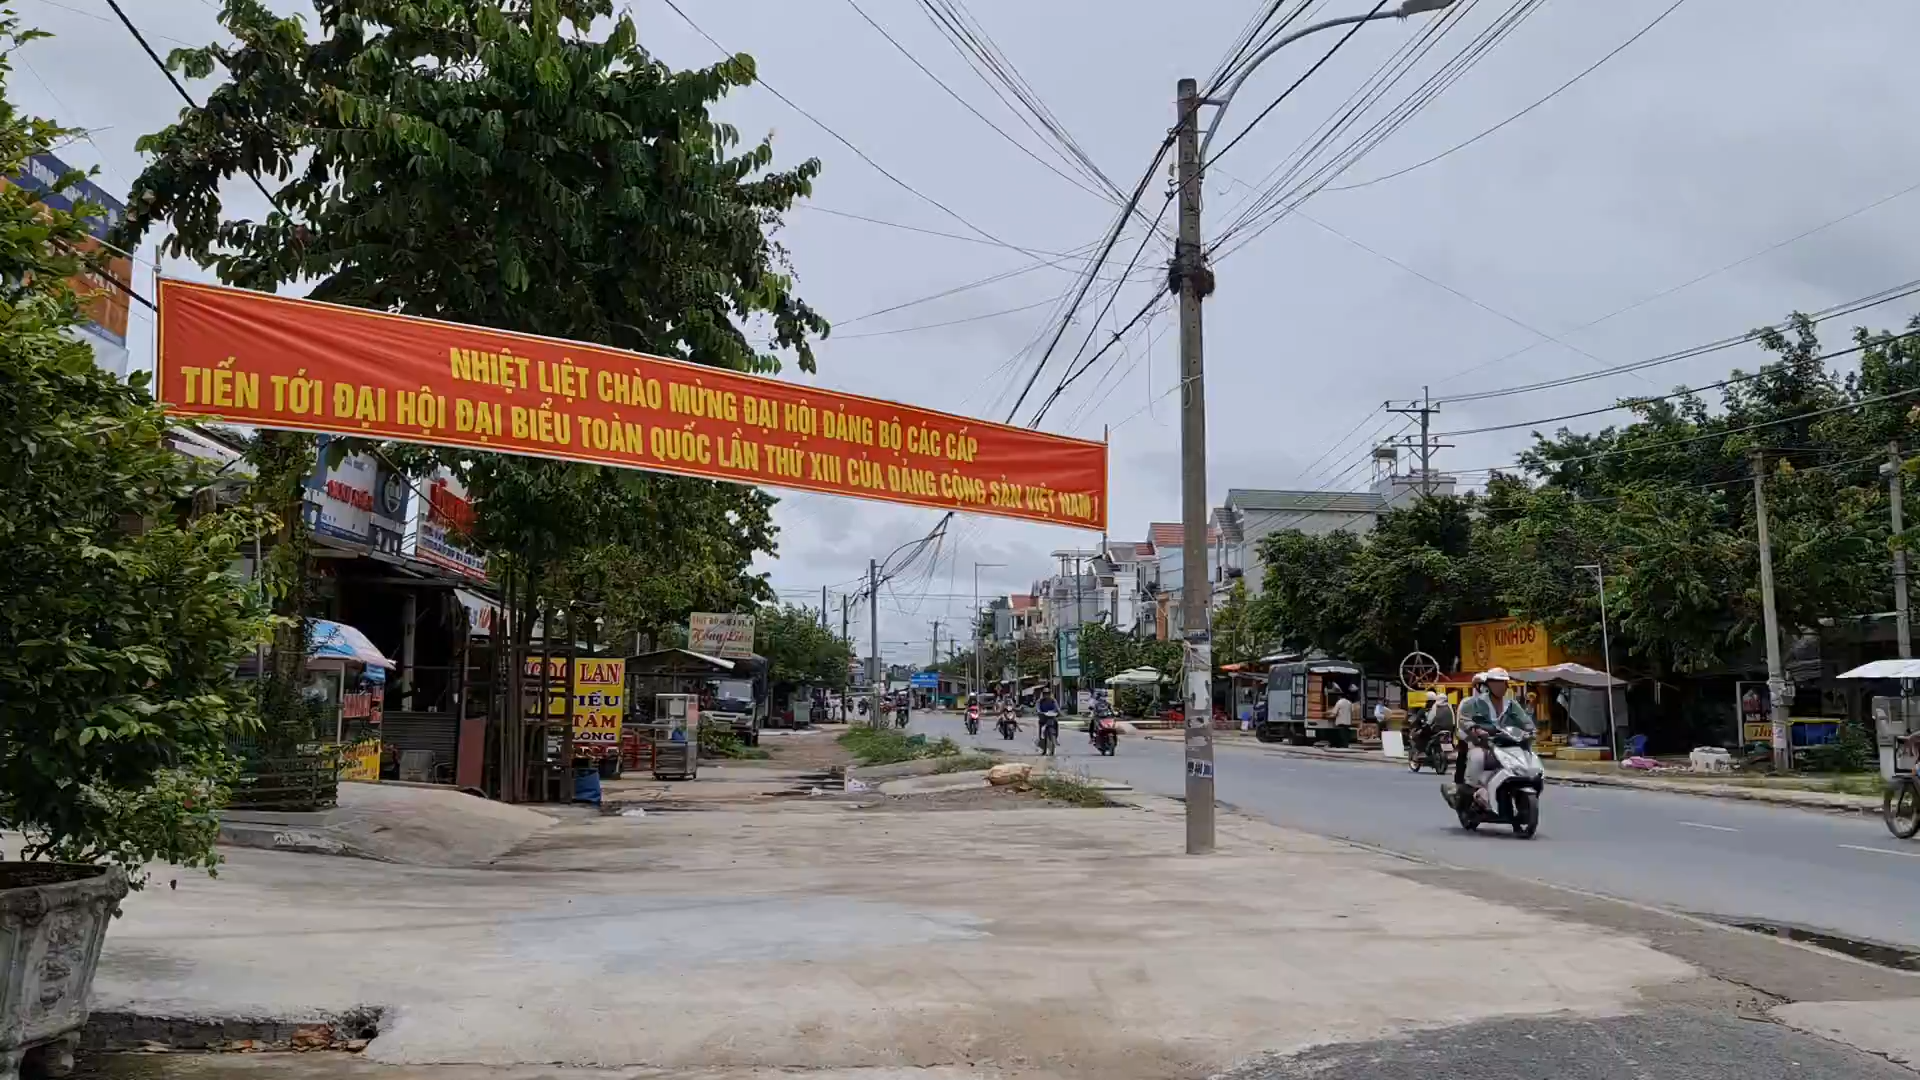 NHIỆT LIỆT CHÀO MỪNG ĐẠI HỘI ĐẢNG BỘ CÁC CẤP
TIẾN TỚI ĐẠI HỘI ĐẠI BIỂU TOÀN QUỐC LẦN THỨ XIII CỦA ĐẢNG CỘNG SẢN VIỆT NAM !
LAN
TẤM
LONG
KINH ĐÔ